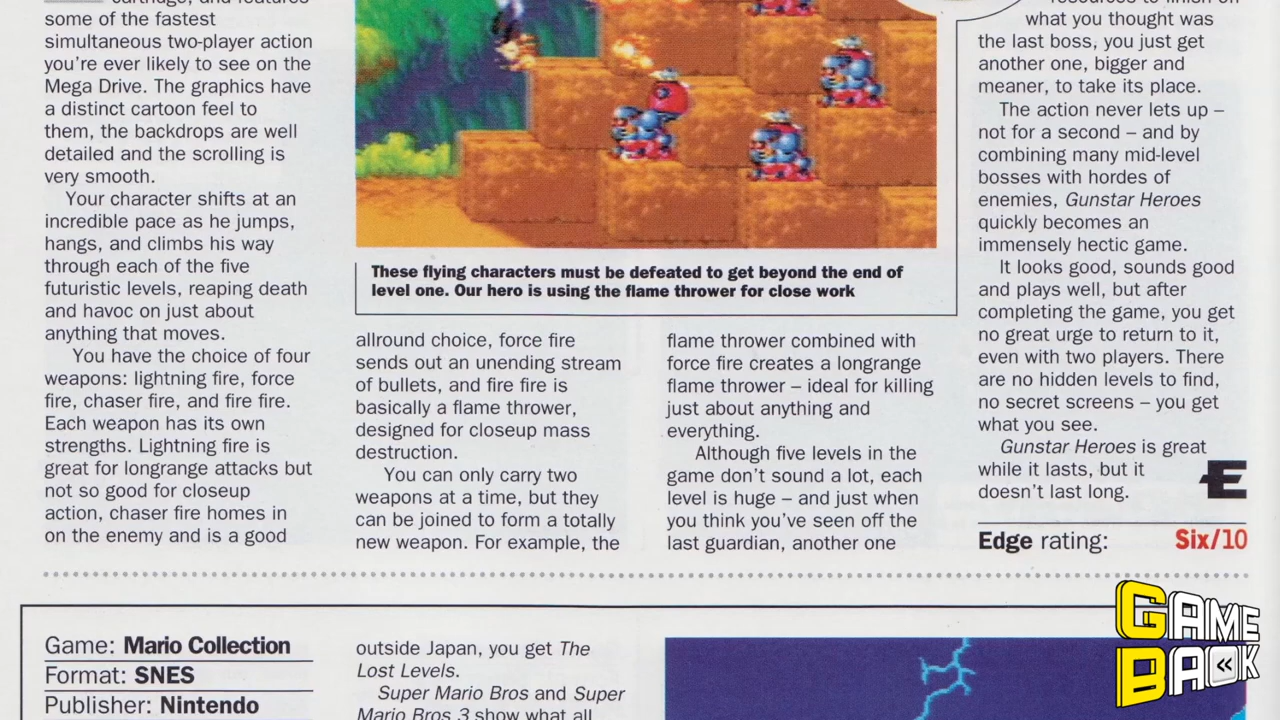 cartridge, and features
some of the fastest
simultaneous two-player action
you're ever likely to see on the
Mega Drive. The graphics have
a distinct cartoon feel to
them, the backdrops are well
detailed and the scrolling is
very smooth.
Your character shifts at an
incredible pace as he jumps,
hangs, and climbs his way
through each of the five
futuristic levels, reaping death
and havoc on just about
anything that moves.
You have the choice of four
weapons: lightning fire, force
fire, chaser fire, and fire fire.
Each weapon has its own
strengths. Lightning fire is
great for longrange attacks but
not so good for closeup
action, chaser fire homes in
on the enemy and is a good
These flying characters must be defeated to get beyond the end of
level one. Our hero is using the flame thrower for close work
allround choice, force fire
sends out an unending stream
of bullets, and fire fire is
basically a flame thrower,
designed for closeup mass
destruction.
You can only carry two
weapons at a time, but they
can be joined to form a totally
new weapon. For example, the
flame thrower combined with
force fire creates a longrange
flame thrower – ideal for killing
just about anything and
everything.
Although five levels in the
game don't sound a lot, each
level is huge – and just when
you think you've seen off the
last guardian, another one
resources to finish off
what you thought was
the last boss, you just get
another one, bigger and
meaner, to take its place.
The action never lets up –
not for a second – and by
combining many mid-level
bosses with hordes of
enemies, Gunstar Heroes
quickly becomes an
immensely hectic game.
It looks good, sounds good
and plays well, but after
completing the game, you get
no great urge to return to it,
even with two players. There
are no hidden levels to find,
no secret screens – you get
what you see.
Gunstar Heroes is great
while it lasts, but it
doesn't last long.
E
Edge rating: Six/10
Game: Mario Collection
Format: SNES
Publisher: Nintendo
outside Japan, you get The
Lost Levels.
Super Mario Bros and Super
Mario Bros 3 show what all
GAME
BACK